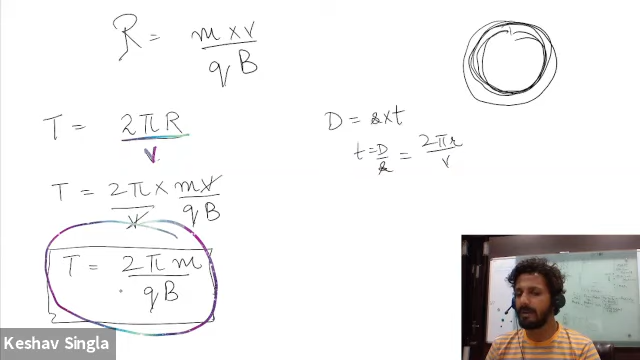 R = m x v / qB
T = 2πR / v
T = 2π / v x mv / qB
T = 2πm / qB
D = s x t
t = D / s = 2πr / v
Keshav Singla